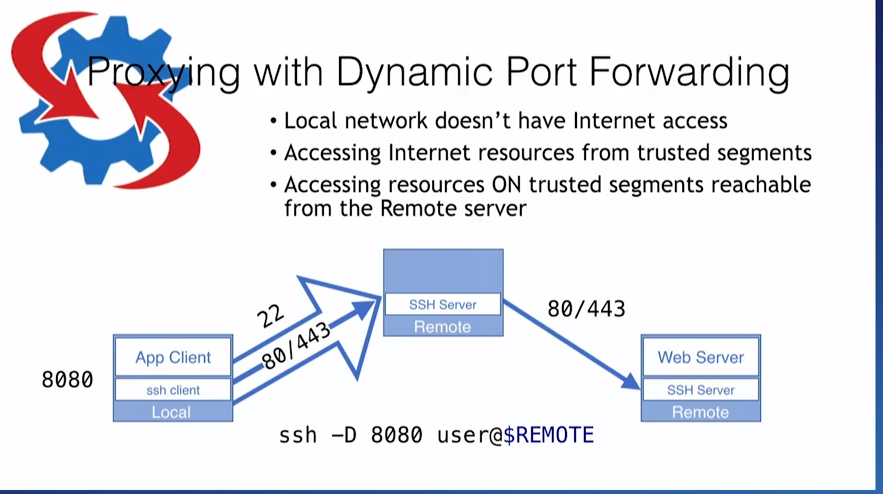 Proxying with Dynamic Port Forwarding
• Local network doesn't have Internet access
• Accessing Internet resources from trusted segments
• Accessing resources ON trusted segments reachable
from the Remote server
SSH Server
Remote
22
80/443
80/443
App Client
ssh client
Local
8080
Web Server
SSH Server
Remote
ssh –D 8080 user@$REMOTE